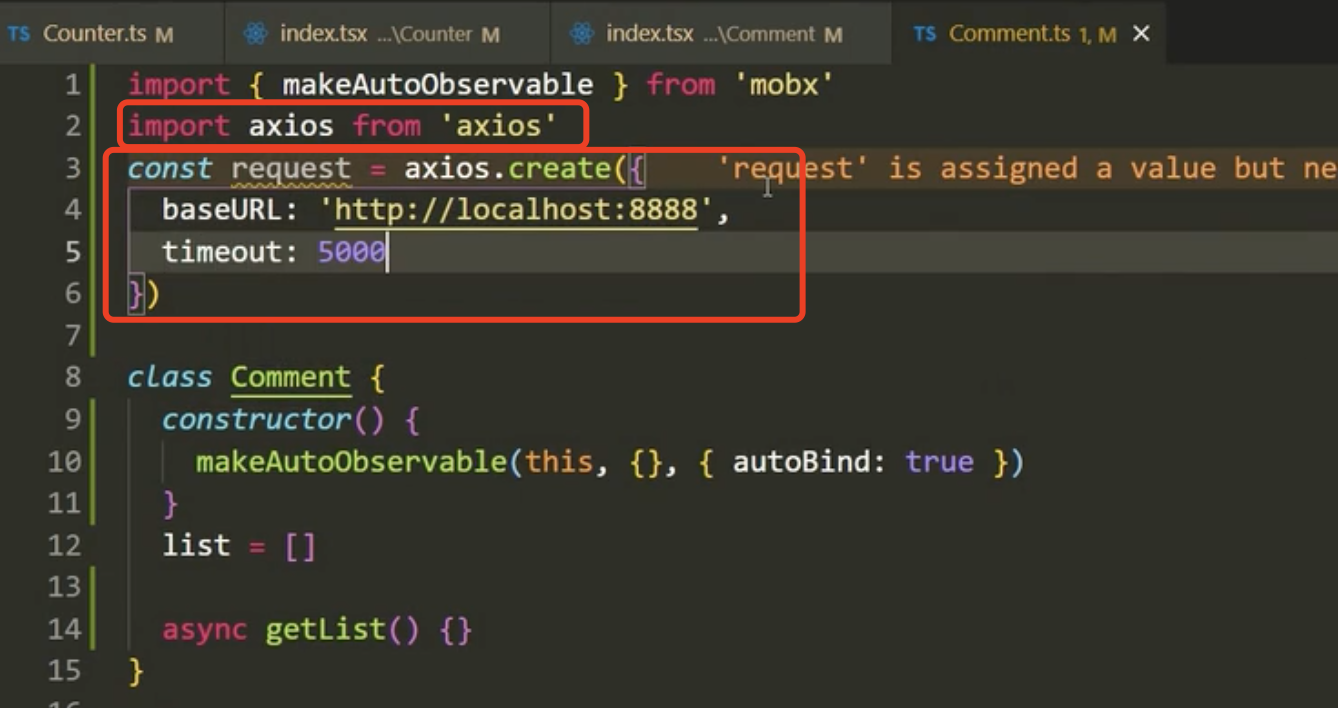 TS Counter.ts M index.tsx ...\Counter M index.tsx ...\Comment M TS Comment.ts 1, M ×
1 import { makeAutoObservable } from 'mobx'
2 import axios from 'axios'
3 const request = axios.create({ 'request' is assigned a value but ne
4 baseURL: 'http://localhost:8888',
5 timeout: 5000
6 })
7
8 class Comment {
9 constructor() {
10 makeAutoObservable(this, {}, { autoBind: true })
11 }
12 list = []
13
14 async getList() {}
15 }